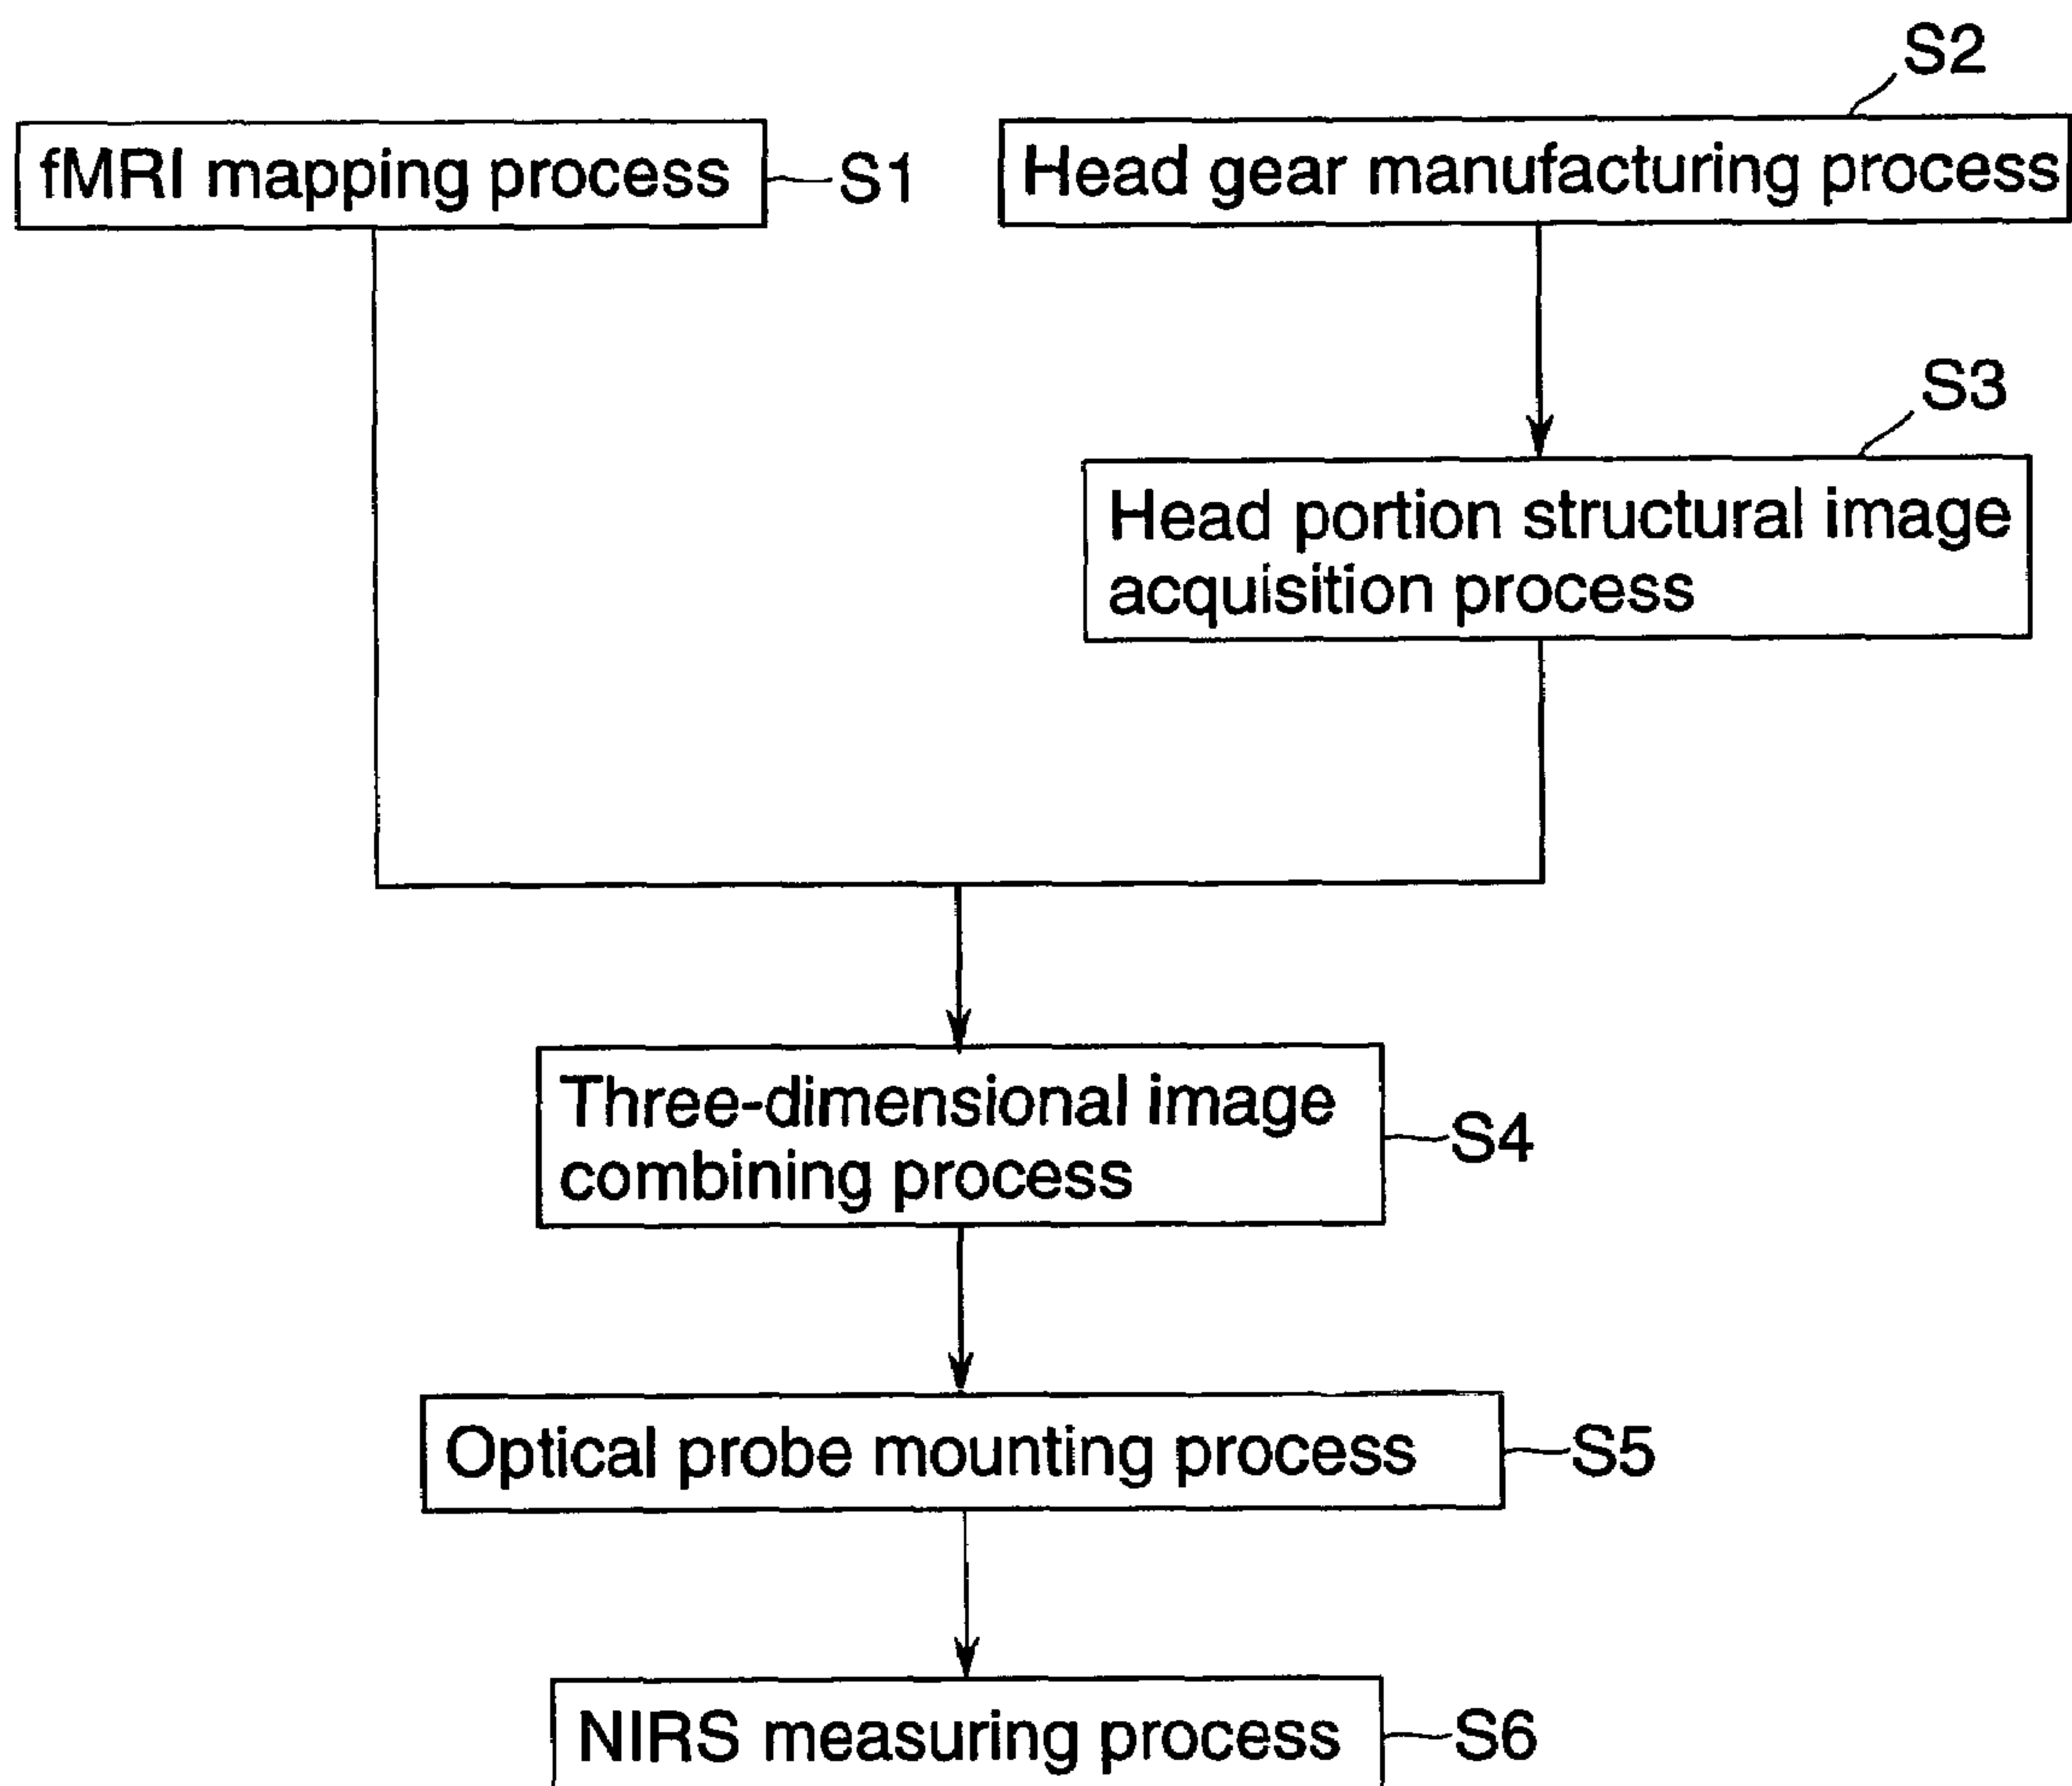 S2
fMRI mapping process
S1
Head gear manufacturing process
S3
Head portion structural image
acquisition process
Three-dimensional image
combining process
S4
Optical probe mounting process
S5
NIRS measuring process
S6